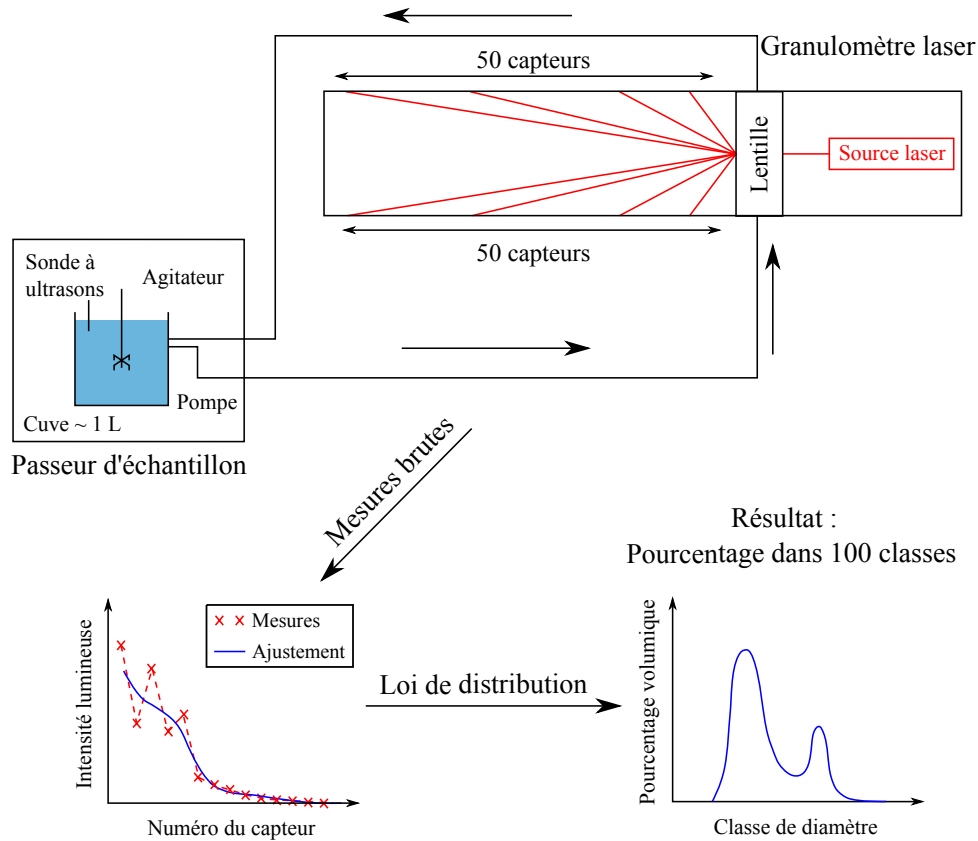 Granulomètre laser
50 capteurs
Lentille
Source laser
50 capteurs
Sonde à
ultrasons
Agitateur
Pompe
Cuve ~ 1 L
Passeur d'échantillon
Mesures brutes
Résultat :
Pourcentage dans 100 classes
Intensité lumineuse
Mesures
Ajustement
Numéro du capteur
Loi de distribution
Pourcentage volumique
Classe de diamètre